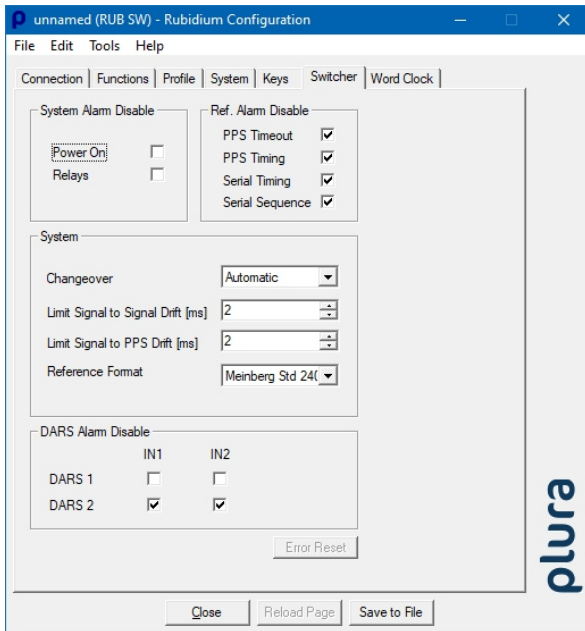 unnamed (RUB SW) - Rubidium Configuration
File Edit Tools Help
Connection Functions Profile System Keys Switcher Word Clock
System Alarm Disable
Power On
Relays
Ref. Alarm Disable
PPS Timeout
PPS Timing
Serial Timing
Serial Sequence
System
Changeover Automatic
Limit Signal to Signal Drift [ms] 2
Limit Signal to PPS Drift [ms] 2
Reference Format Meinberg Std 240
DARS Alarm Disable
IN1 IN2
DARS 1
DARS 2
Error Reset
plura
Close Reload Page Save to File